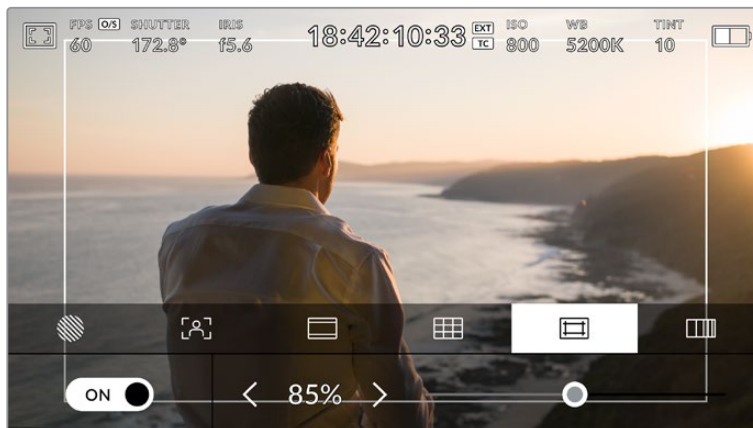 FPS O/S SHUTTER IRIS 18:42:10:33 EXT TC ISO WB TINT
60 172.8° f5.6 800 5200K 10
ON 85%